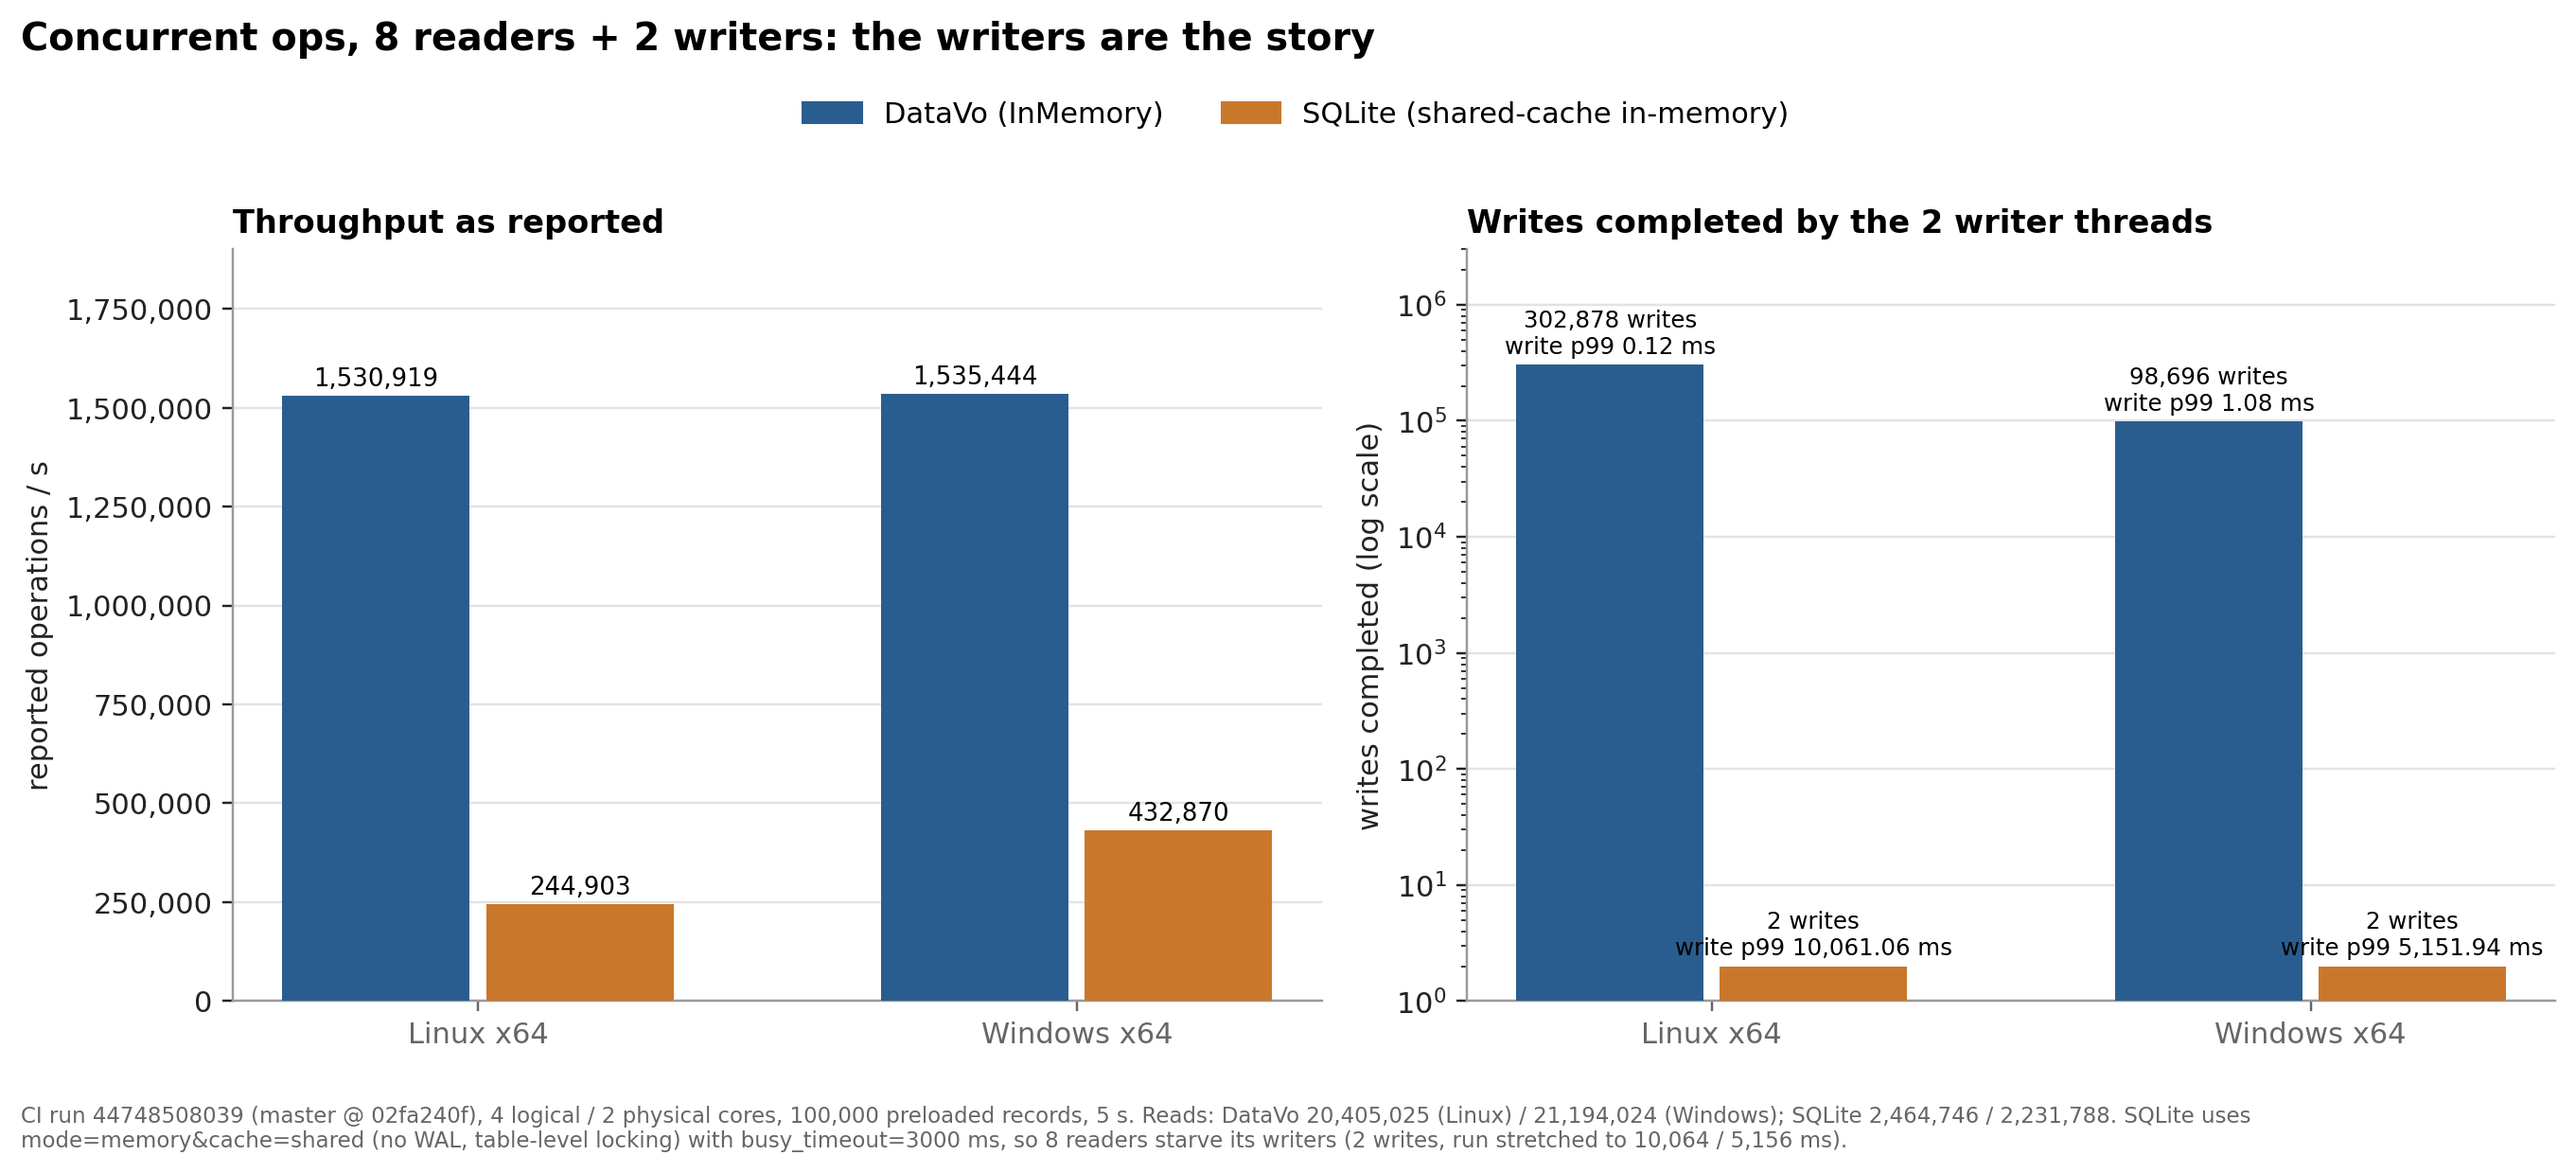 Concurrent ops, 8 readers + 2 writers: the writers are the story
DataVo (InMemory)
SQLite (shared-cache in-memory)
Throughput as reported
reported operations / s
1,750,000
1,500,000
1,250,000
1,000,000
750,000
500,000
250,000
0
1,530,919
244,903
1,535,444
432,870
Linux x64
Windows x64
Writes completed by the 2 writer threads
writes completed (log scale)
10⁶
10⁵
10⁴
10³
10²
10¹
10⁰
302,878 writes
write p99 0.12 ms
2 writes
write p99 10,061.06 ms
98,696 writes
write p99 1.08 ms
2 writes
write p99 5,151.94 ms
Linux x64
Windows x64
CI run 44748508039 (master @ 02fa240f), 4 logical / 2 physical cores, 100,000 preloaded records, 5 s. Reads: DataVo 20,405,025 (Linux) / 21,194,024 (Windows); SQLite 2,464,746 / 2,231,788. SQLite uses
mode=memory&cache=shared (no WAL, table-level locking) with busy_timeout=3000 ms, so 8 readers starve its writers (2 writes, run stretched to 10,064 / 5,156 ms).